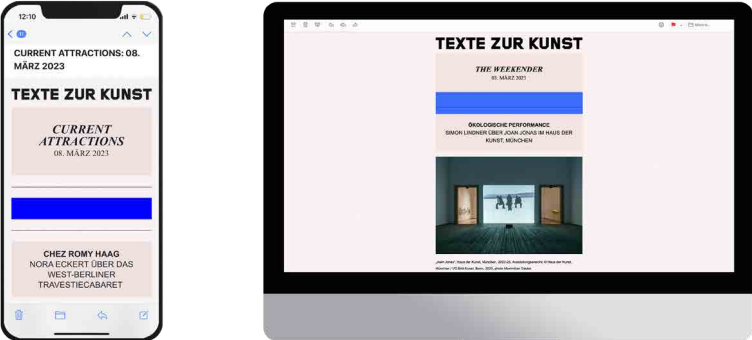 12:10
CURRENT ATTRACTIONS: 08.
MÄRZ 2023
TEXTE ZUR KUNST
CURRENT
ATTRACTIONS
08. MÄRZ 2023
CHEZ ROMY HAAG
NORA ECKERT ÜBER DAS
WEST-BERLINER
TRAVESTIECABARET
TEXTE ZUR KUNST
THE WEEKENDER
03. MÄRZ 2023
ÖKOLOGISCHE PERFORMANCE
SIMON LINDNER ÜBER JOAN JONAS IM HAUS DER
KUNST, MÜNCHEN